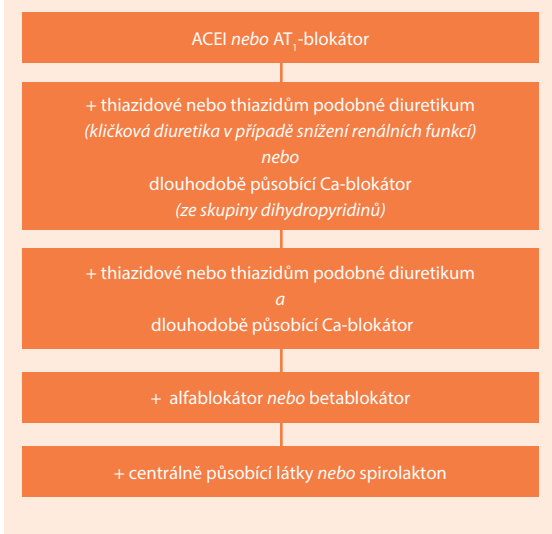 ACEI nebo AT₁-blokátor
+ thiazidové nebo thiazidům podobné diuretikum
(kličková diuretika v případě snížení renálních funkcí)
nebo
dlouhodobě působící Ca-blokátor
(ze skupiny dihydropyridinů)
+ thiazidové nebo thiazidům podobné diuretikum
a
dlouhodobě působící Ca-blokátor
+ alfablokátor nebo betablokátor
+ centrálně působící látky nebo spirolakton